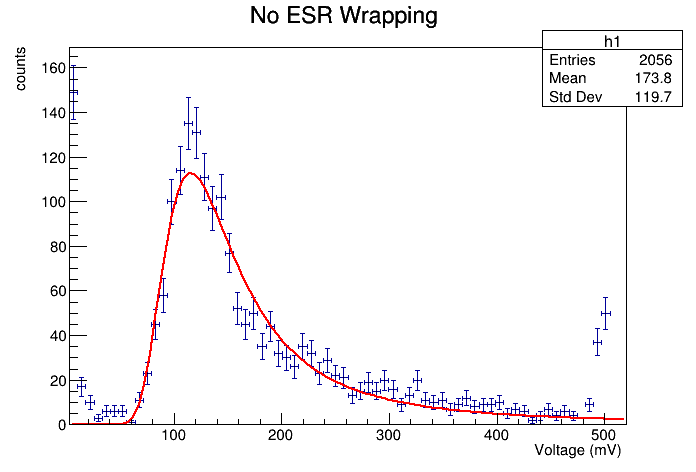 No ESR Wrapping
counts
h1
Entries 2056
Mean 173.8
Std Dev 119.7
160
140
120
100
80
60
40
20
0
100 200 300 400 500
Voltage (mV)